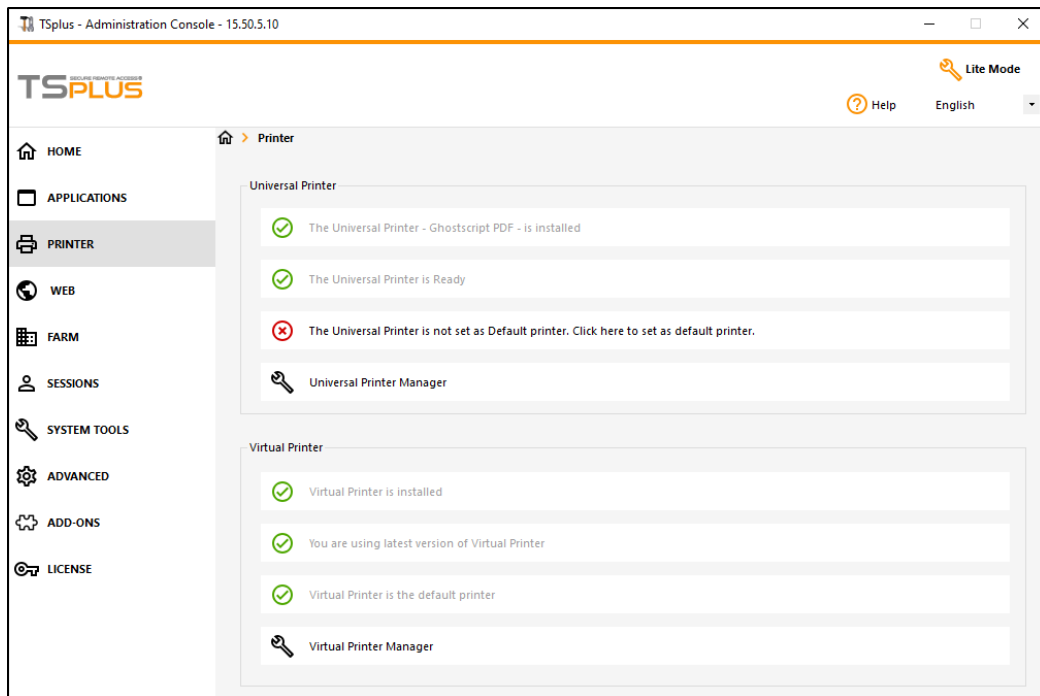 TSplus - Administration Console - 15.50.5.10
SECURE REMOTE ACCESS®
TSPLUS
Lite Mode
Help
English
HOME
APPLICATIONS
PRINTER
WEB
FARM
SESSIONS
SYSTEM TOOLS
ADVANCED
ADD-ONS
LICENSE
Printer
Universal Printer
The Universal Printer - Ghostscript PDF - is installed
The Universal Printer is Ready
The Universal Printer is not set as Default printer. Click here to set as default printer.
Universal Printer Manager
Virtual Printer
Virtual Printer is installed
You are using latest version of Virtual Printer
Virtual Printer is the default printer
Virtual Printer Manager